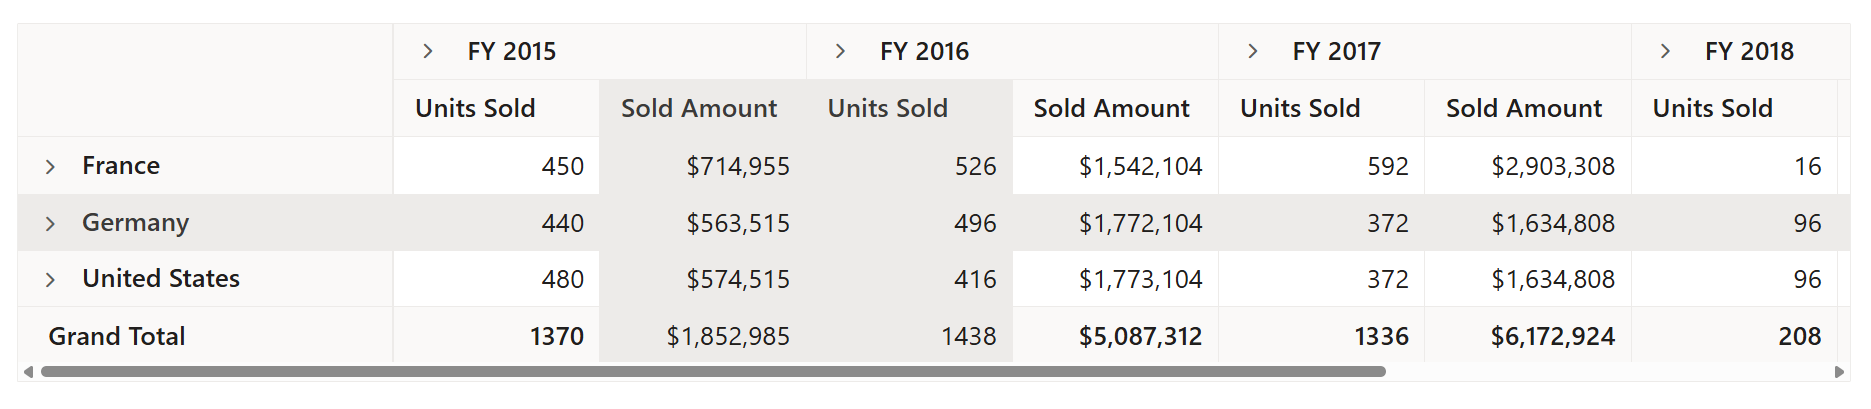 FY 2015 FY 2016 FY 2017 FY 2018
Units Sold Sold Amount Units Sold Sold Amount Units Sold Sold Amount Units Sold
France 450 $714,955 526 $1,542,104 592 $2,903,308 16
Germany 440 $563,515 496 $1,772,104 372 $1,634,808 96
United States 480 $574,515 416 $1,773,104 372 $1,634,808 96
Grand Total 1370 $1,852,985 1438 $5,087,312 1336 $6,172,924 208